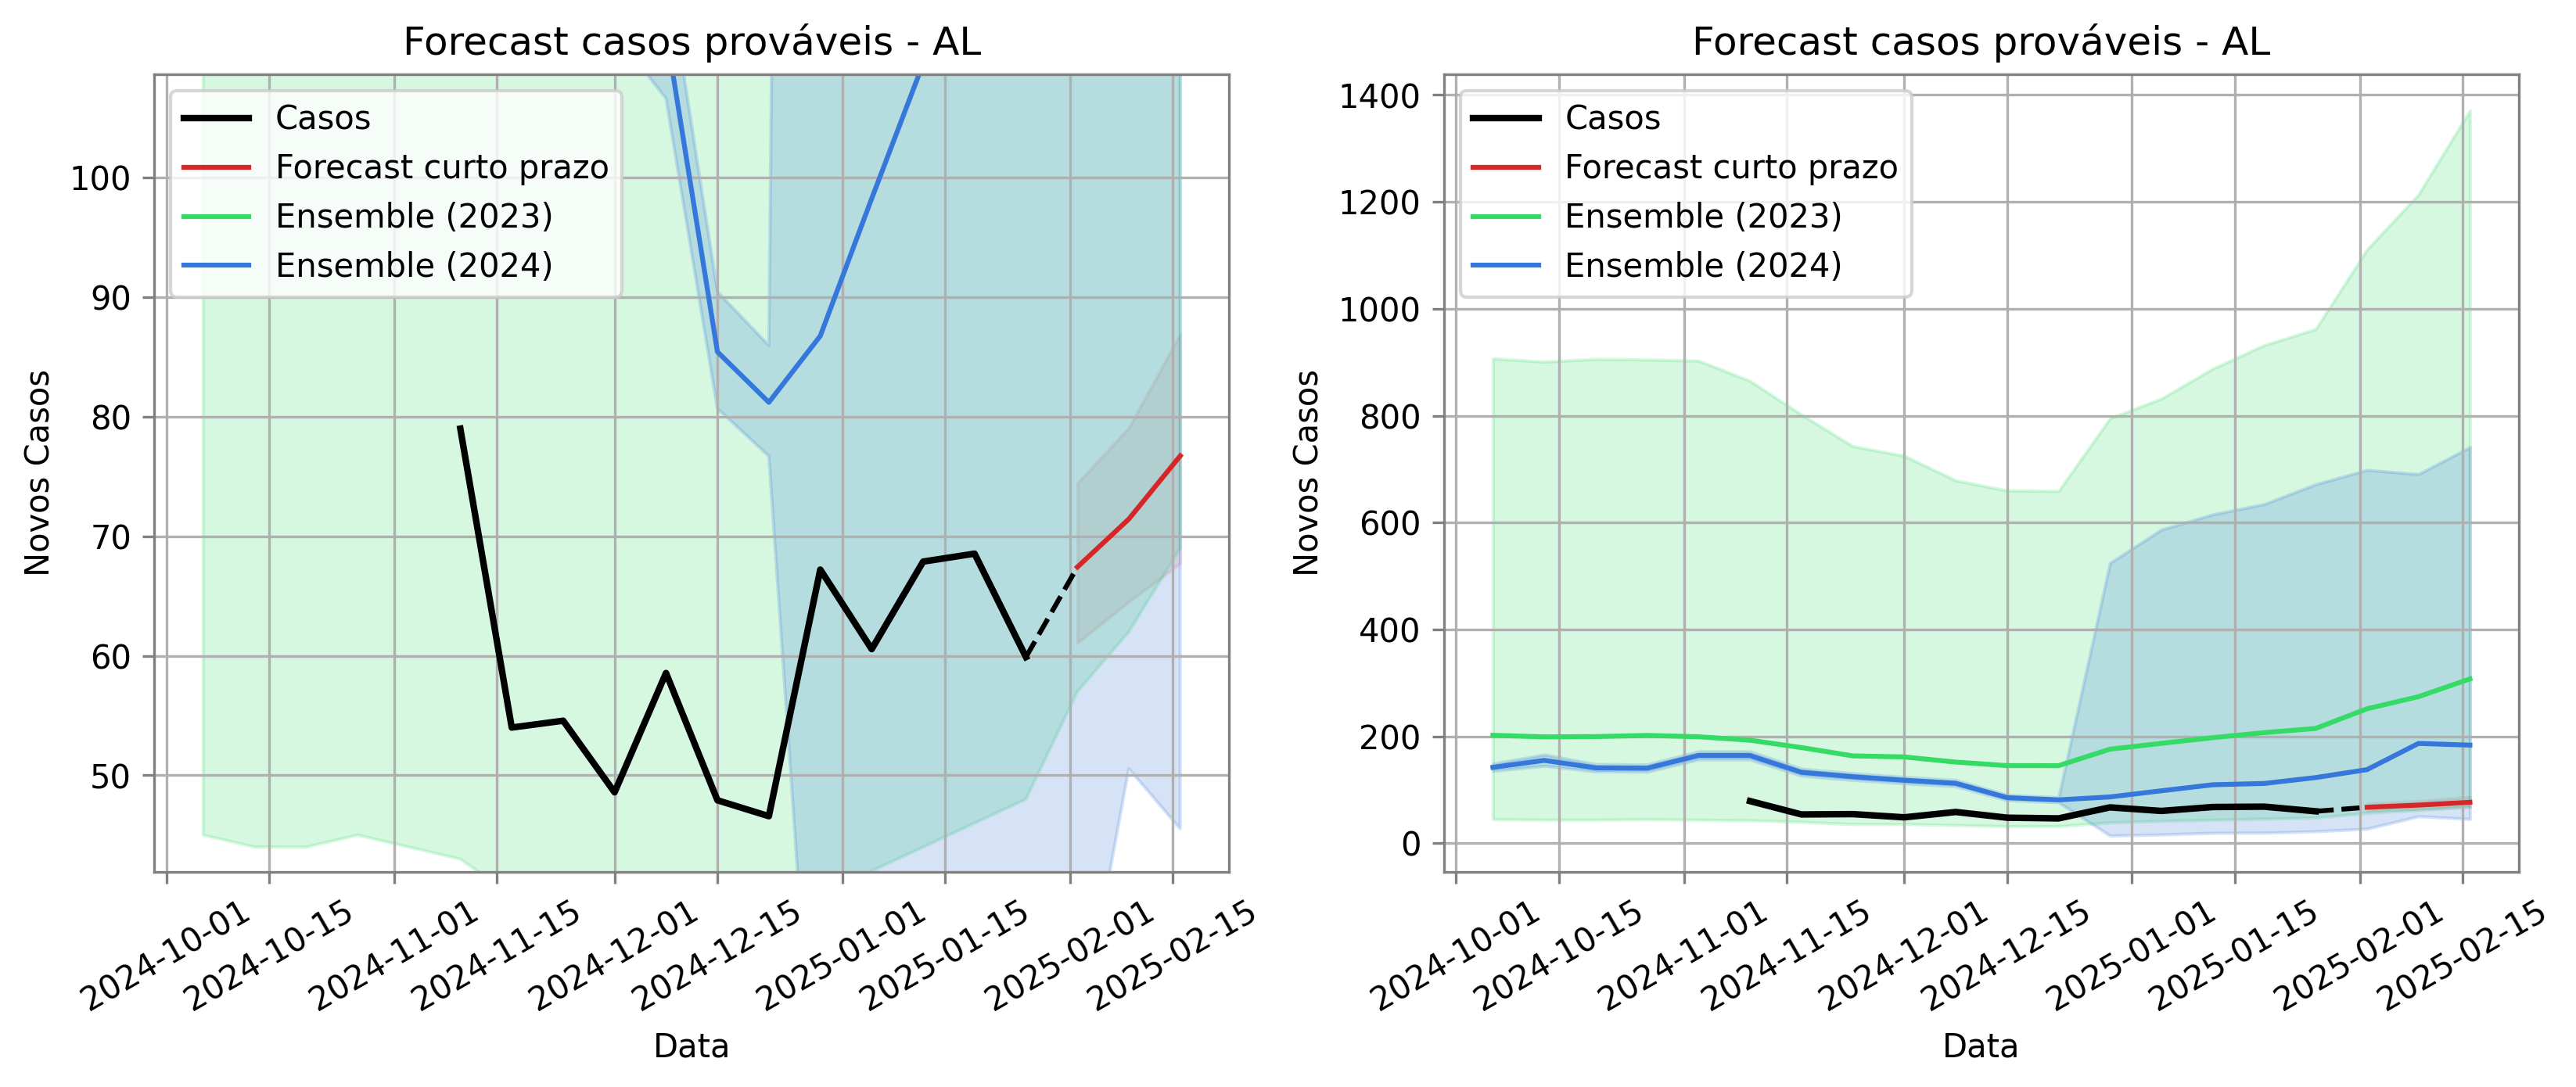 Forecast casos prováveis - AL
Novos Casos
100
90
80
70
60
50
Casos
Forecast curto prazo
Ensemble (2023)
Ensemble (2024)
2024-10-01
2024-10-15
2024-11-01
2024-11-15
2024-12-01
2024-12-15
2025-01-01
2025-01-15
2025-02-01
2025-02-15
Data
Forecast casos prováveis - AL
Novos Casos
1400
1200
1000
800
600
400
200
0
Casos
Forecast curto prazo
Ensemble (2023)
Ensemble (2024)
2024-10-01
2024-10-15
2024-11-01
2024-11-15
2024-12-01
2024-12-15
2025-01-01
2025-01-15
2025-02-01
2025-02-15
Data